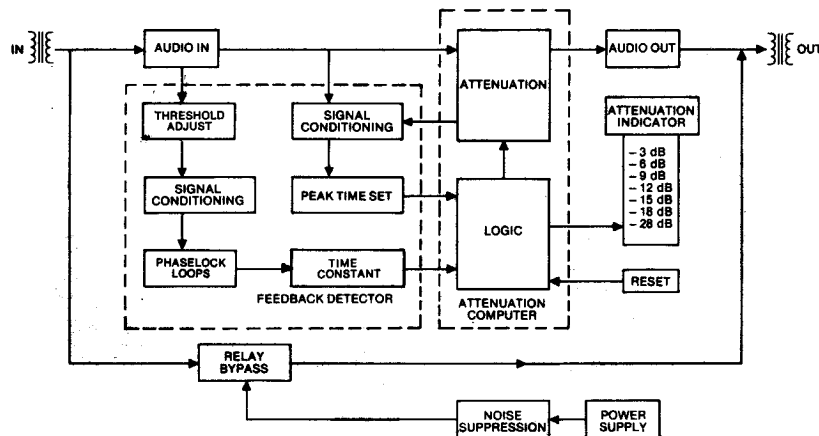 IN
AUDIO IN
AUDIO OUT
OUT
THRESHOLD
ADJUST
SIGNAL
CONDITIONING
ATTENUATION
ATTENUATION
INDICATOR
– 3 dB
– 6 dB
– 9 dB
– 12 dB
– 15 dB
– 18 dB
– 28 dB
SIGNAL
CONDITIONING
PEAK TIME SET
LOGIC
PHASELOCK
LOOPS
TIME
CONSTANT
FEEDBACK DETECTOR
RESET
ATTENUATION
COMPUTER
RELAY
BYPASS
NOISE
SUPPRESSION
POWER
SUPPLY